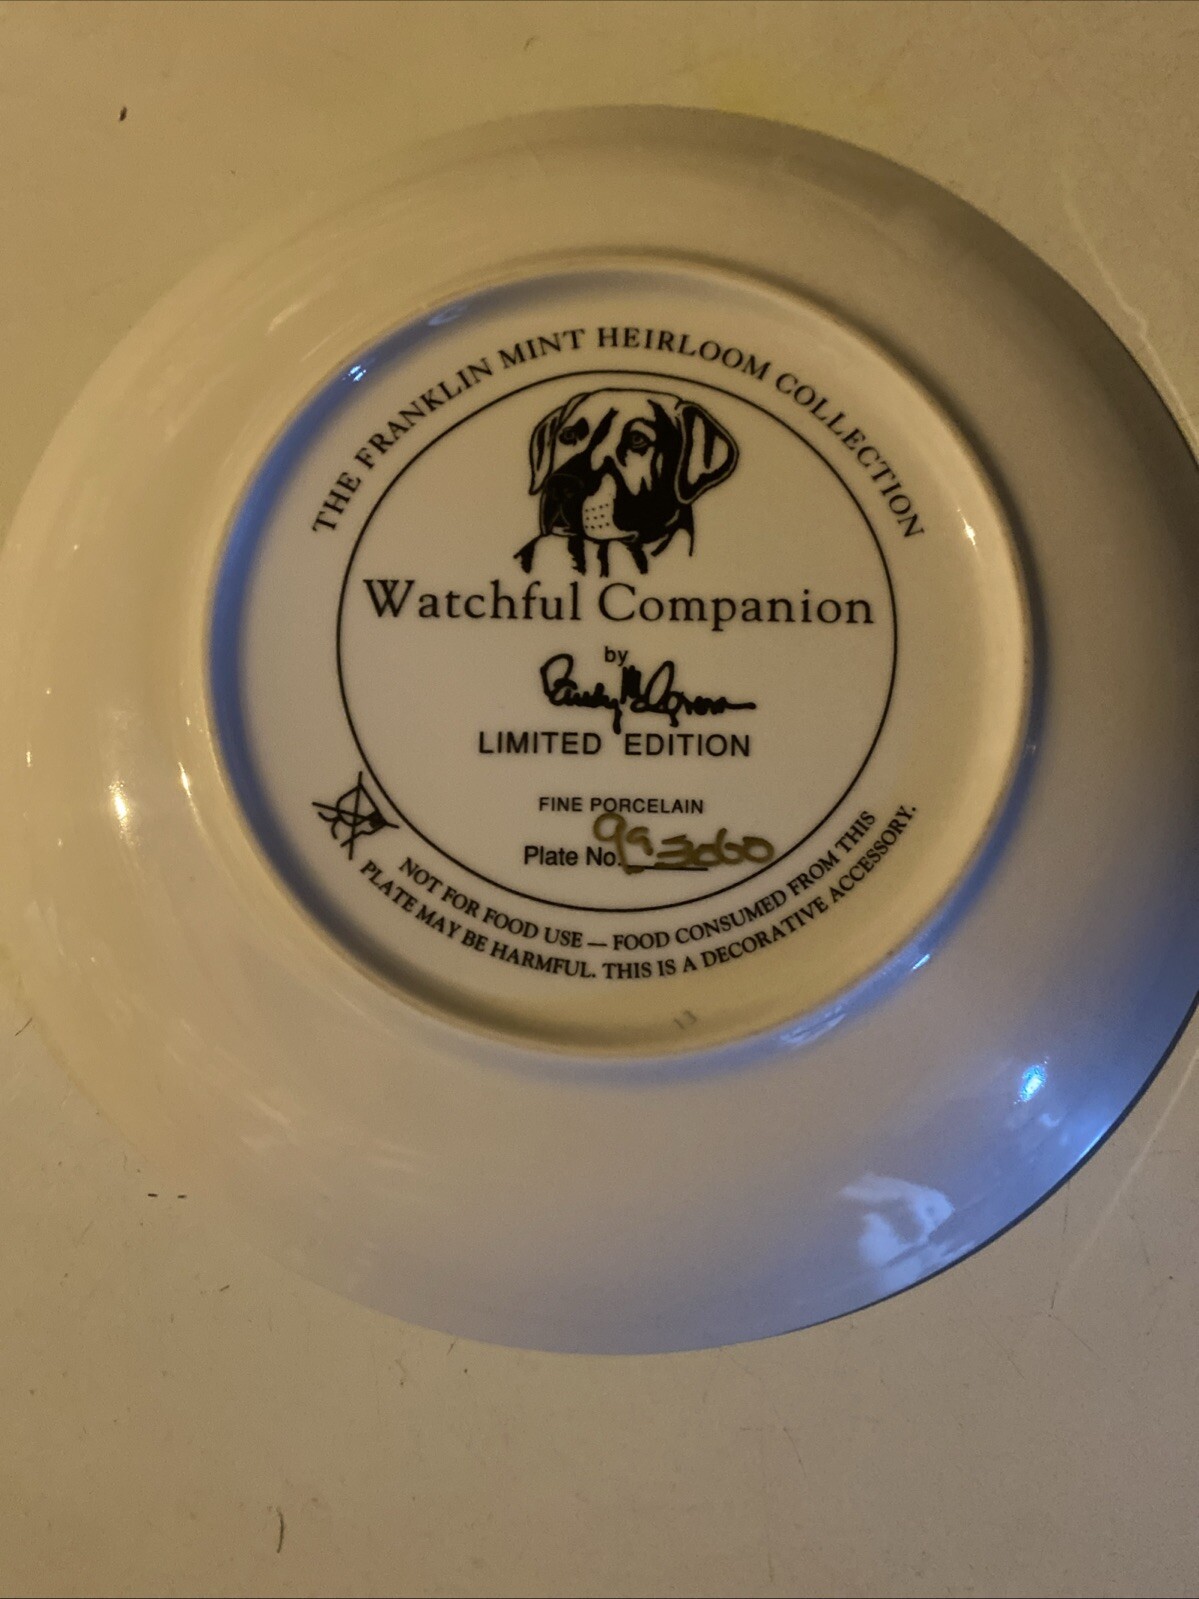 THE FRANKLIN MINT HEIRLOOM COLLECTION
Watchful Companion
by
LIMITED EDITION
FINE PORCELAIN
Plate No.
NOT FOR FOOD USE — FOOD CONSUMED FROM THIS
PLATE MAY BE HARMFUL. THIS IS A DECORATIVE ACCESSORY.
13